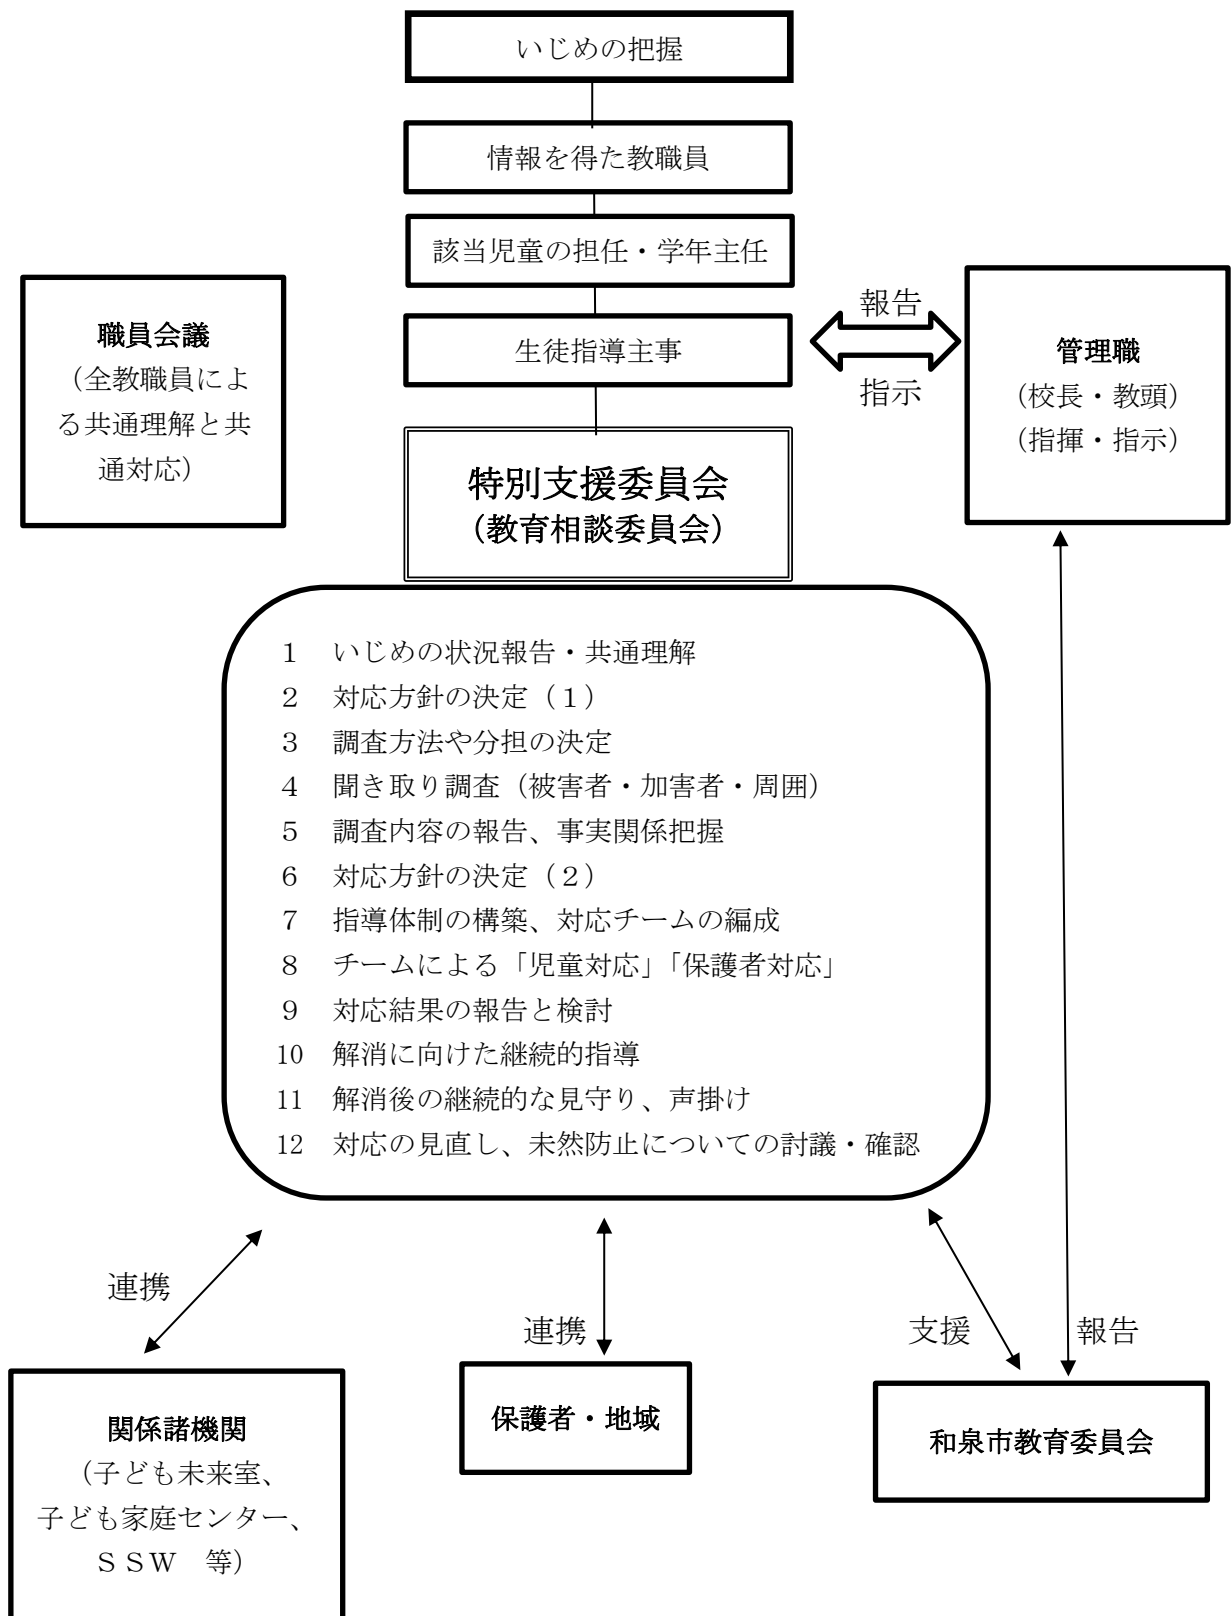 いじめの把握
情報を得た教職員
該当児童の担任・学年主任
生徒指導主事
報告
指示
職員会議
（全教職員によ
る共通理解と共
通対応）
管理職
（校長・教頭）
（指揮・指示）
特別支援委員会
（教育相談委員会）
1　いじめの状況報告・共通理解
2　対応方針の決定（１）
3　調査方法や分担の決定
4　聞き取り調査（被害者・加害者・周囲）
5　調査内容の報告、事実関係把握
6　対応方針の決定（２）
7　指導体制の構築、対応チームの編成
8　チームによる「児童対応」「保護者対応」
9　対応結果の報告と検討
10　解消に向けた継続的指導
11　解消後の継続的な見守り、声掛け
12　対応の見直し、未然防止についての討議・確認
連携
連携
支援
報告
関係諸機関
（子ども未来室、
子ども家庭センター、
ＳＳＷ　等）
保護者・地域
和泉市教育委員会